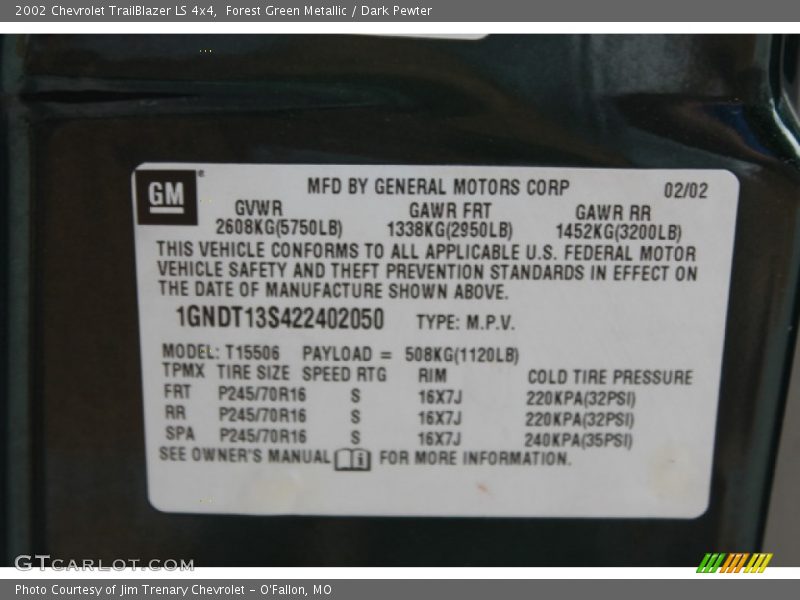 2002 Chevrolet TrailBlazer LS 4x4, Forest Green Metallic / Dark Pewter
GM® MFD BY GENERAL MOTORS CORP 02/02
GVWR GAWR FRT GAWR RR
2608KG(5750LB) 1338KG(2950LB) 1452KG(3200LB)
THIS VEHICLE CONFORMS TO ALL APPLICABLE U.S. FEDERAL MOTOR
VEHICLE SAFETY AND THEFT PREVENTION STANDARDS IN EFFECT ON
THE DATE OF MANUFACTURE SHOWN ABOVE.
1GNDT13S422402050 TYPE: M.P.V.
MODEL: T15506 PAYLOAD = 508KG(1120LB)
TPMX TIRE SIZE SPEED RTG RIM COLD TIRE PRESSURE
FRT P245/70R16 S 16X7J 220KPA(32PSI)
RR P245/70R16 S 16X7J 220KPA(32PSI)
SPA P245/70R16 S 16X7J 240KPA(35PSI)
SEE OWNER'S MANUAL FOR MORE INFORMATION.
GTCARLOT.COM
Photo Courtesy of Jim Trenary Chevrolet - O'Fallon, MO